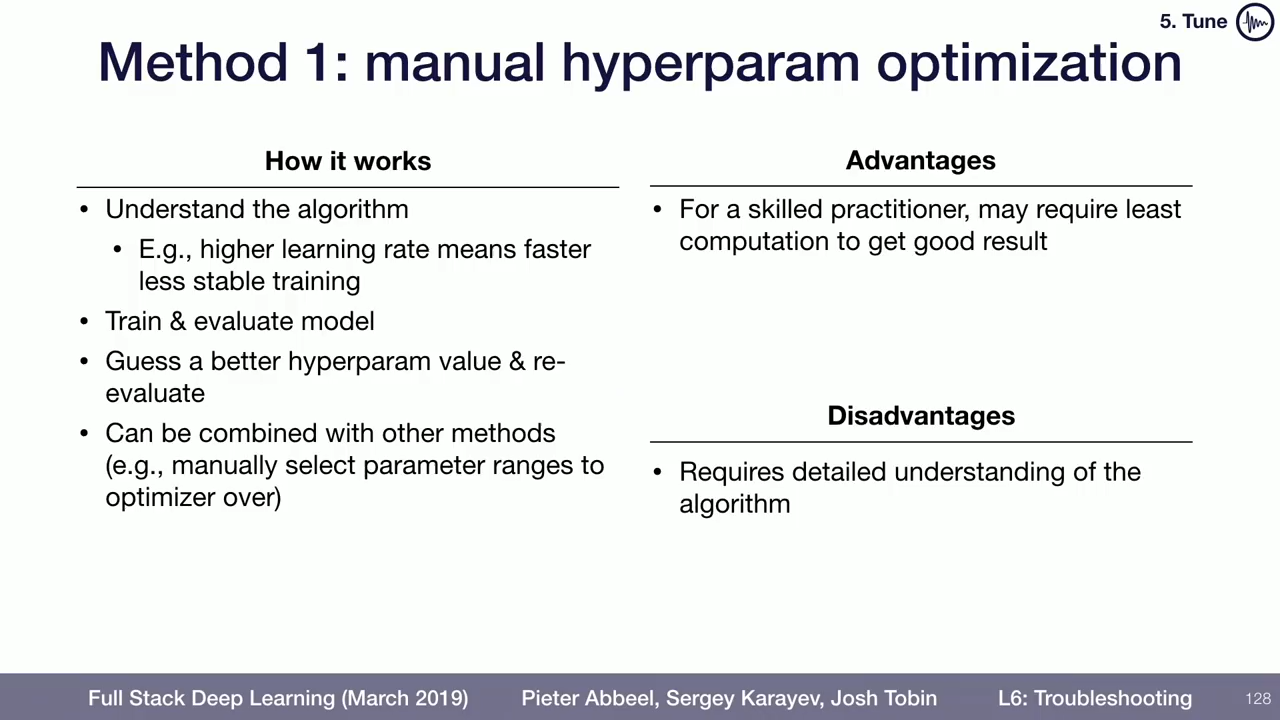 5. Tune
Method 1: manual hyperparam optimization
How it works
• Understand the algorithm
• E.g., higher learning rate means faster
less stable training
• Train & evaluate model
• Guess a better hyperparam value & re-
evaluate
• Can be combined with other methods
(e.g., manually select parameter ranges to
optimizer over)
Advantages
• For a skilled practitioner, may require least
computation to get good result
Disadvantages
• Requires detailed understanding of the
algorithm
Full Stack Deep Learning (March 2019) Pieter Abbeel, Sergey Karayev, Josh Tobin L6: Troubleshooting 128